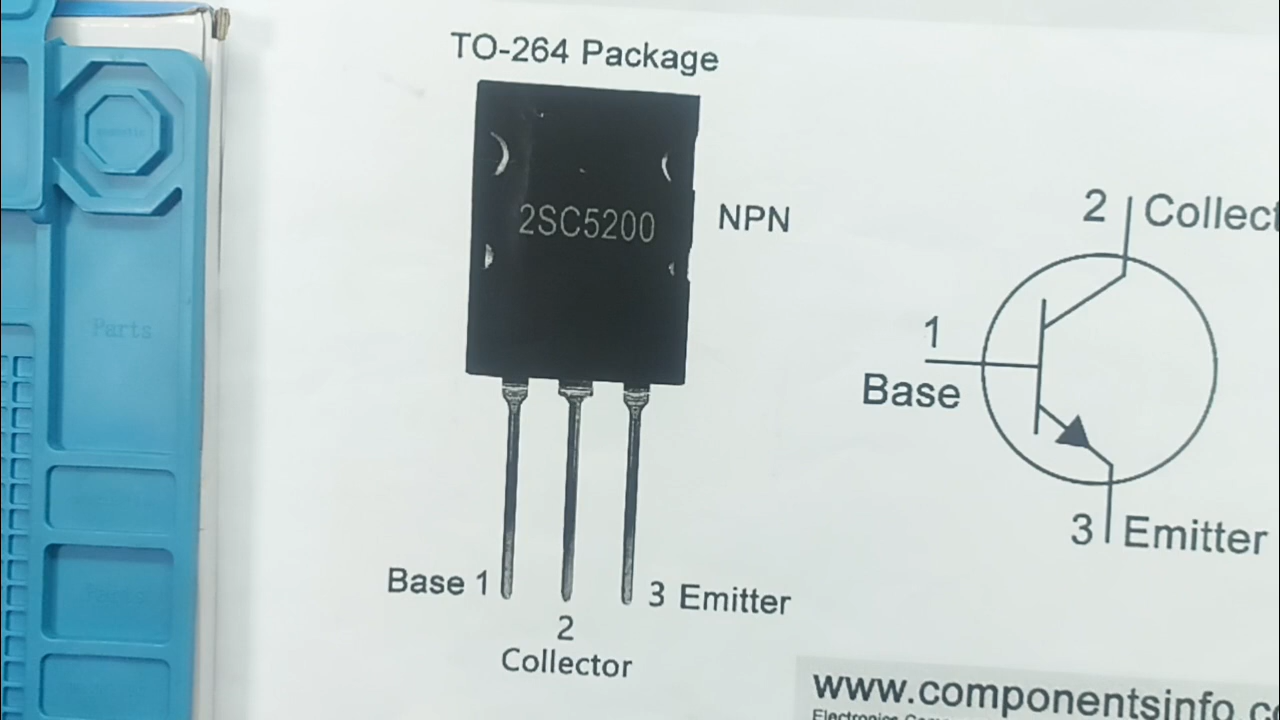 TO-264 Package
2SC5200
NPN
Base 1
2
Collector
3 Emitter
2
Collect
1
Base
3
Emitter
www.componentsinfo.c
Parts